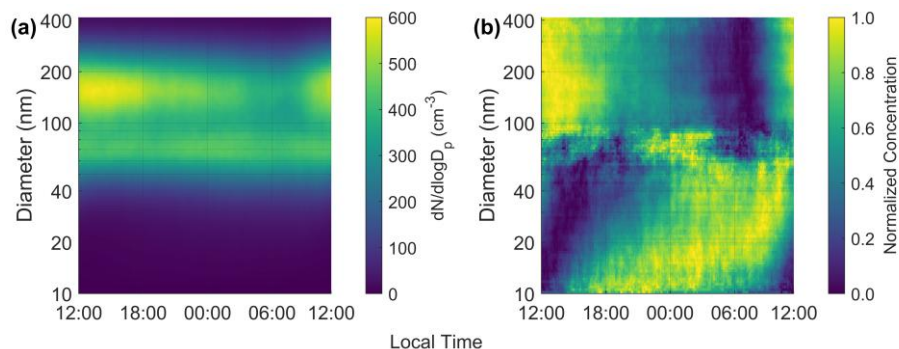 (a)
400
200
100
40
20
10
Diameter (nm)
12:00 18:00 00:00 06:00 12:00
600
500
400
300
200
100
0
dN/dlogDp (cm-3)
(b)
400
200
100
40
20
10
Diameter (nm)
12:00 18:00 00:00 06:00 12:00
1.0
0.8
0.6
0.4
0.2
0.0
Normalized Concentration
Local Time